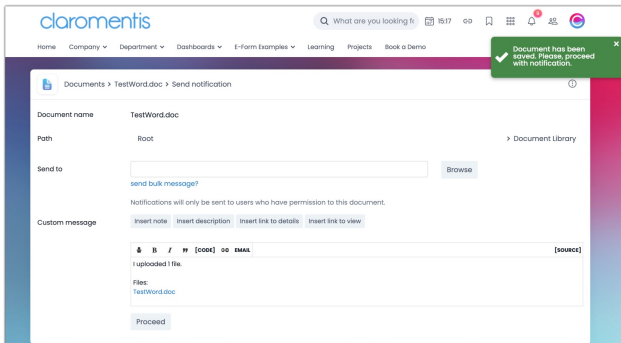 claromentis
What are you looking f
15:17
Home Company Department Dashboards E-Form Examples Learning Projects Book a Demo
Document has been
saved. Please, proceed
with notification.
Documents > TestWord.doc > Send notification
Document name TestWord.doc
Path Root > Document Library
Send to Browse
send bulk message?
Notifications will only be sent to users who have permission to this document.
Custom message Insert note Insert description Insert link to details Insert link to view
B I [CODE] EMAIL [SOURCE]
I uploaded 1 file.
Files:
TestWord.doc
Proceed